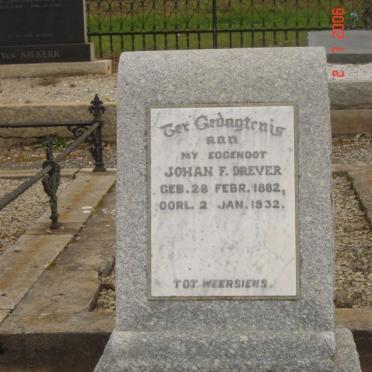 VAN NIEKERK
Ter Gedagtenis
aan
MY EGGENOOT
JOHAN F. DREYER
GEB. 28 FEBR. 1882,
OORL. 2 JAN. 1932.
TOT WEERSIENS.
2 7 2006